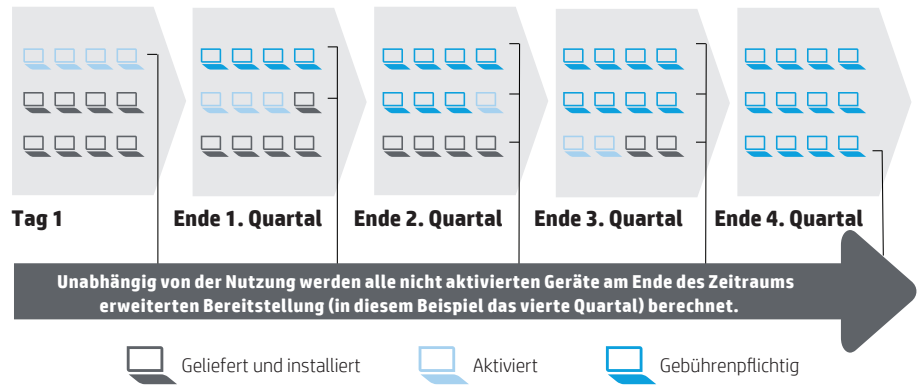 Tag 1
Ende 1. Quartal
Ende 2. Quartal
Ende 3. Quartal
Ende 4. Quartal
Unabhängig von der Nutzung werden alle nicht aktivierten Geräte am Ende des Zeitraums
erweiterten Bereitstellung (in diesem Beispiel das vierte Quartal) berechnet.
Geliefert und installiert
Aktiviert
Gebührenpflichtig